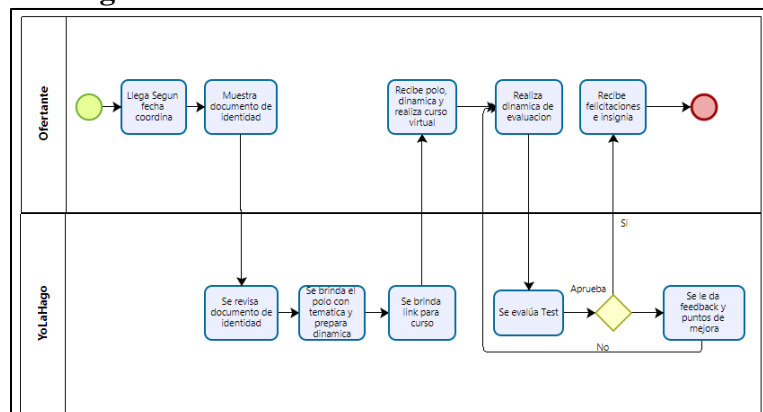 Ofertante
Llega Segun
fecha
coordina
Muestra
documento de
identidad
Recibe polo,
dinamica y
realiza curso
virtual
Realiza
dinamica de
evaluacion
Recibe
felicitaciones
e insignia
YoLaHago
Se revisa
documento de
identidad
Se brinda el
polo con
tematica y
prepara
dinamica
Se brinda
link para
curso
Se evalúa Test
Aprueba
Si
No
Se le da
feedback y
puntos de
mejora